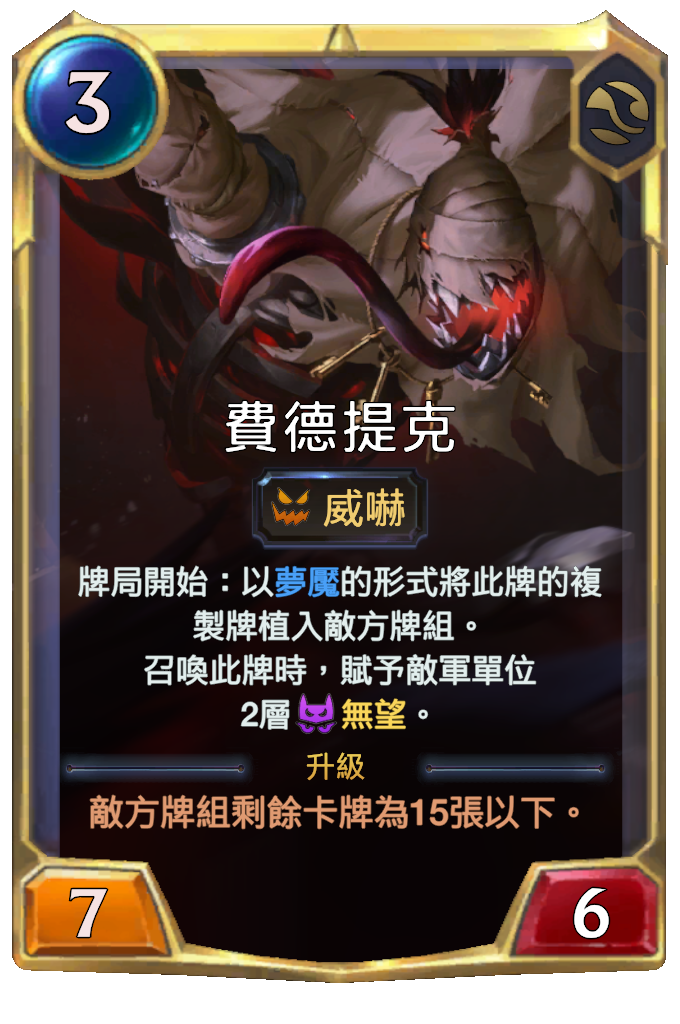 3
費德提克
威嚇
牌局開始：以夢魘的形式將此牌的複
製牌植入敵方牌組。
召喚此牌時，賦予敵軍單位
2層無望。
升級
敵方牌組剩餘卡牌為15張以下。
7
6